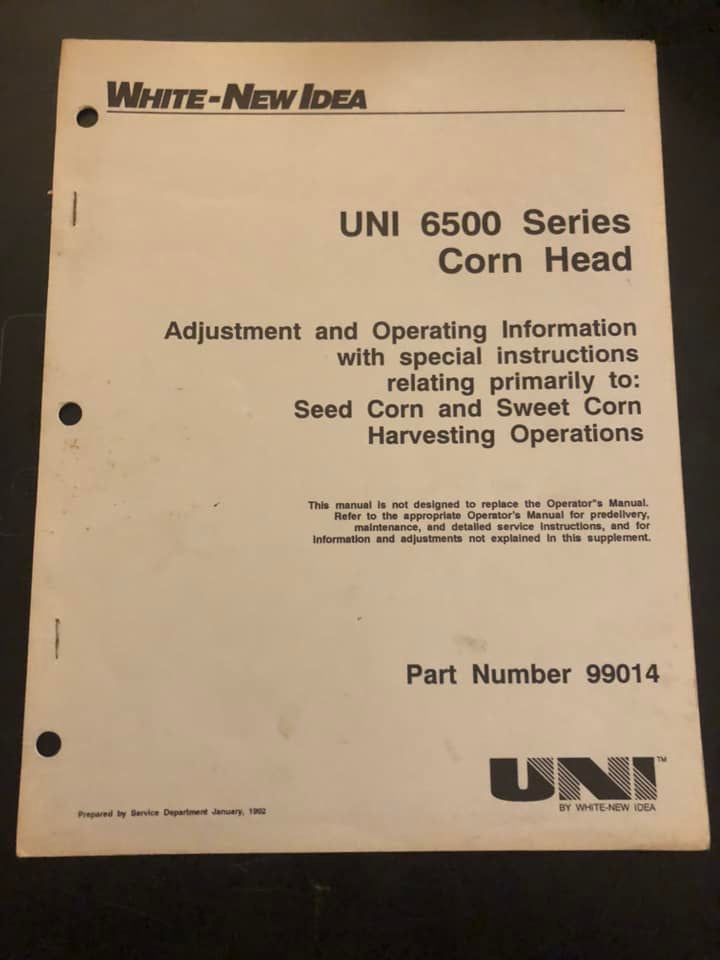 WHITE-NEW IDEA
UNI 6500 Series
Corn Head
Adjustment and Operating Information
with special instructions
relating primarily to:
Seed Corn and Sweet Corn
Harvesting Operations
This manual is not designed to replace the Operator"s Manual.
Refer to the appropriate Operator's Manual for predelivery,
maintenance, and detailed service instructions, and for
information and adjustments not explained in this supplement.
Part Number 99014
UNI™
BY WHITE-NEW IDEA
Prepared by Service Department January, 1992